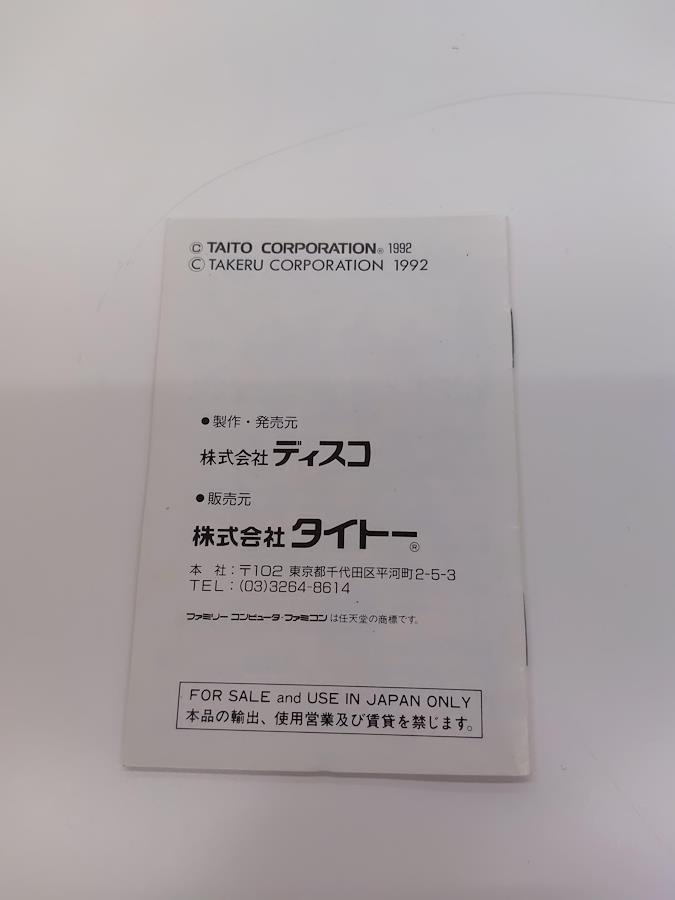 © TAITO CORPORATION® 1992
© TAKERU CORPORATION 1992
●製作・発売元
株式会社ディスコ
●販売元
株式会社タイトー®
本 社:〒102 東京都千代田区平河町2-5-3
TEL:(03)3264-8614
ファミリーコンピュータ・ファミコンは任天堂の商標です。
FOR SALE and USE IN JAPAN ONLY
本品の輸出、使用営業及び賃貸を禁じます。